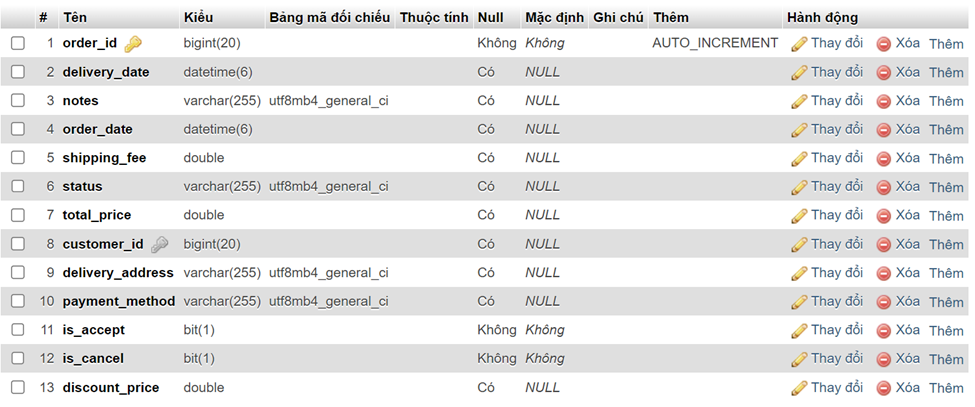 # Tên Kiểu Bảng mã đối chiếu Thuộc tính Null Mặc định Ghi chú Thêm Hành động
1 order_id bigint(20) Không Không AUTO_INCREMENT Thay đổi Xóa Thêm
2 delivery_date datetime(6) Có NULL Thay đổi Xóa Thêm
3 notes varchar(255) utf8mb4_general_ci Có NULL Thay đổi Xóa Thêm
4 order_date datetime(6) Có NULL Thay đổi Xóa Thêm
5 shipping_fee double Có NULL Thay đổi Xóa Thêm
6 status varchar(255) utf8mb4_general_ci Có NULL Thay đổi Xóa Thêm
7 total_price double Có NULL Thay đổi Xóa Thêm
8 customer_id bigint(20) Có NULL Thay đổi Xóa Thêm
9 delivery_address varchar(255) utf8mb4_general_ci Có NULL Thay đổi Xóa Thêm
10 payment_method varchar(255) utf8mb4_general_ci Có NULL Thay đổi Xóa Thêm
11 is_accept bit(1) Không Không Thay đổi Xóa Thêm
12 is_cancel bit(1) Không Không Thay đổi Xóa Thêm
13 discount_price double Có NULL Thay đổi Xóa Thêm